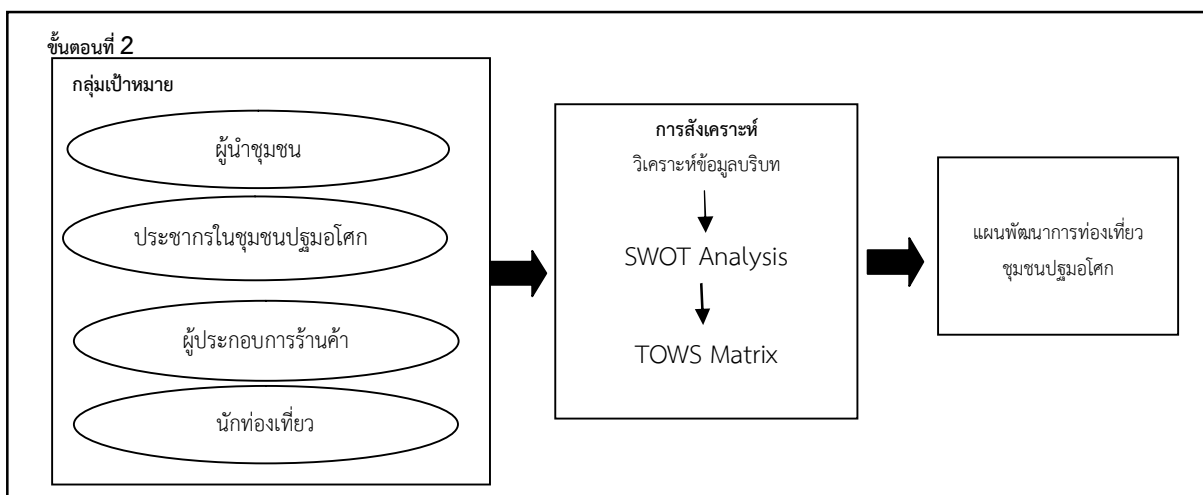 ขั้นตอนที่ 2
กลุ่มเป้าหมาย
ผู้นำชุมชน
ประชากรในชุมชนปฐมอโศก
ผู้ประกอบการร้านค้า
นักท่องเที่ยว
การสังเคราะห์
วิเคราะห์ข้อมูลบริบท
SWOT Analysis
TOWS Matrix
แผนพัฒนาการท่องเที่ยว
ชุมชนปฐมอโศก